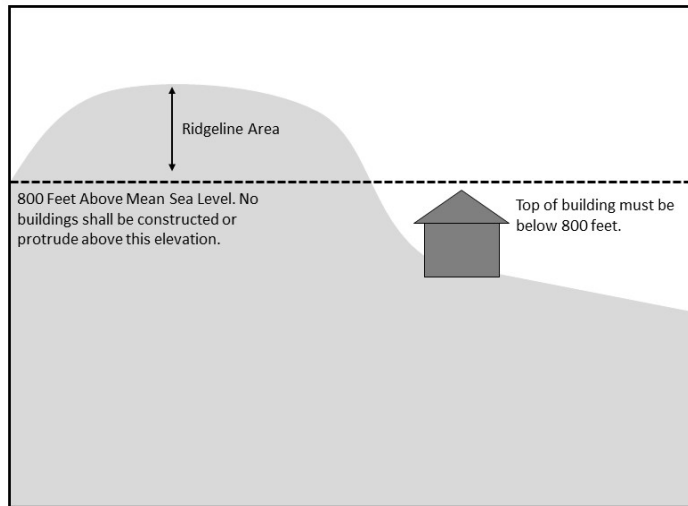 Ridgeline Area
800 Feet Above Mean Sea Level. No
buildings shall be constructed or
protrude above this elevation.
Top of building must be
below 800 feet.